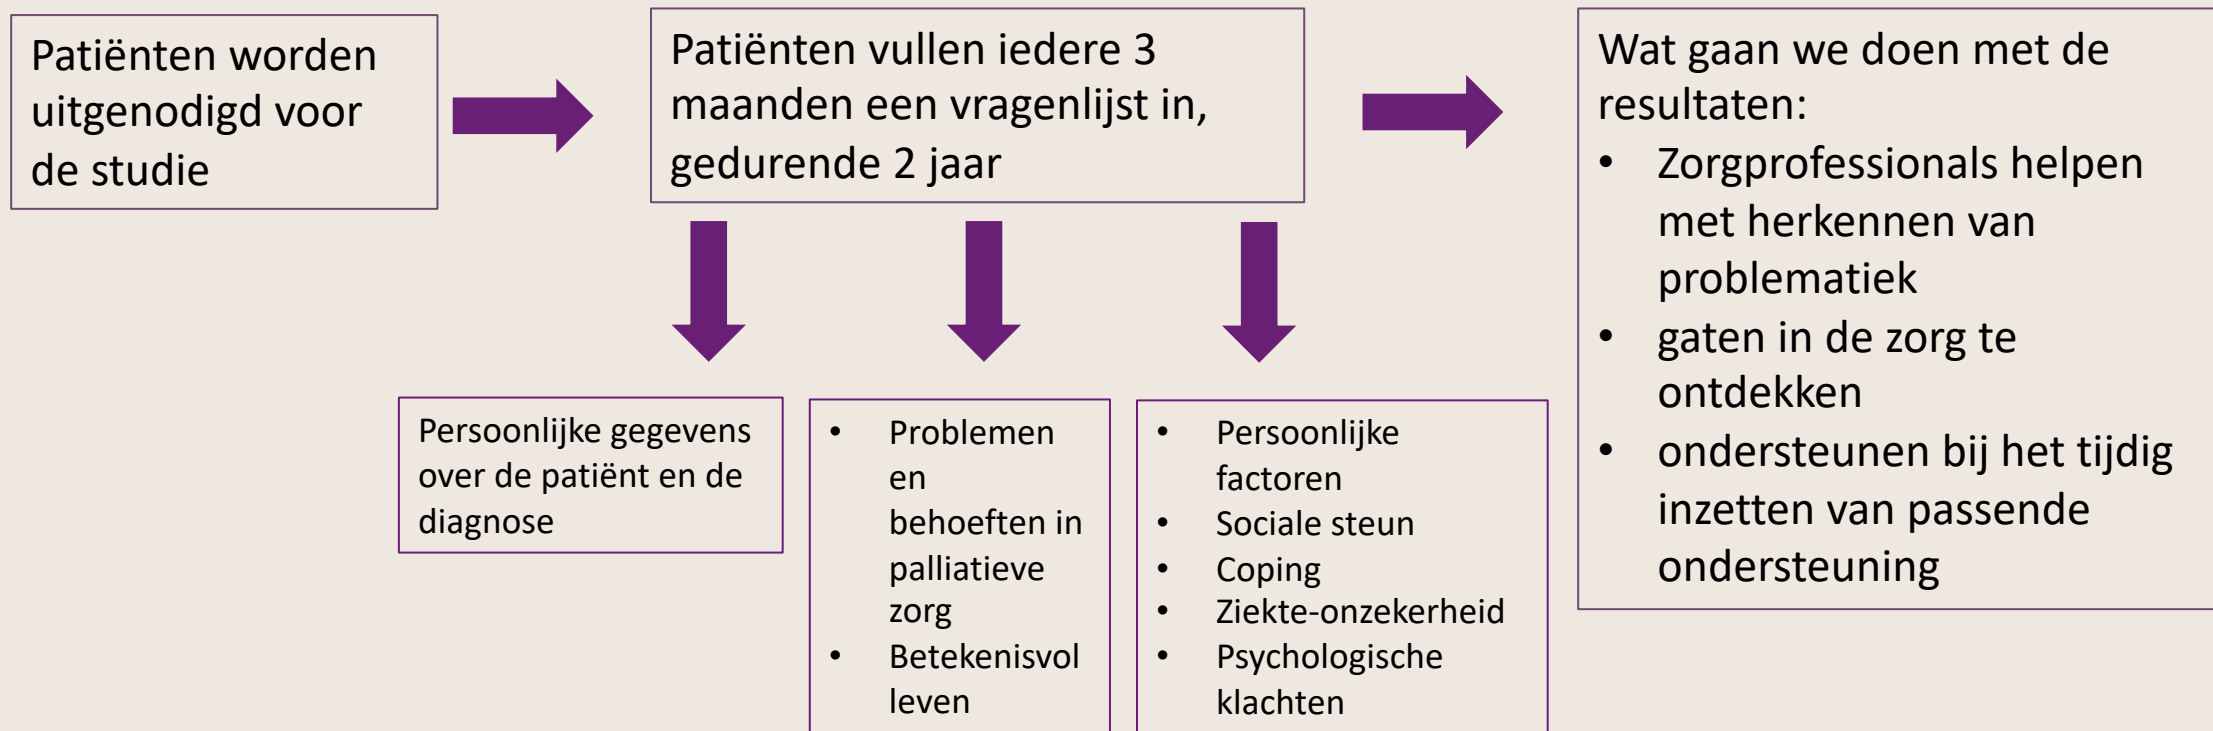 Patiënten worden
uitgenodigd voor
de studie
Patiënten vullen iedere 3
maanden een vragenlijst in,
gedurende 2 jaar
Wat gaan we doen met de
resultaten:
• Zorgprofessionals helpen
met herkennen van
problematiek
• gaten in de zorg te
ontdekken
• ondersteunen bij het tijdig
inzetten van passende
ondersteuning
Persoonlijke gegevens
over de patiënt en de
diagnose
• Problemen
en
behoeften in
palliatieve
zorg
• Betekenisvol
leven
• Persoonlijke
factoren
• Sociale steun
• Coping
• Ziekte-onzekerheid
• Psychologische
klachten